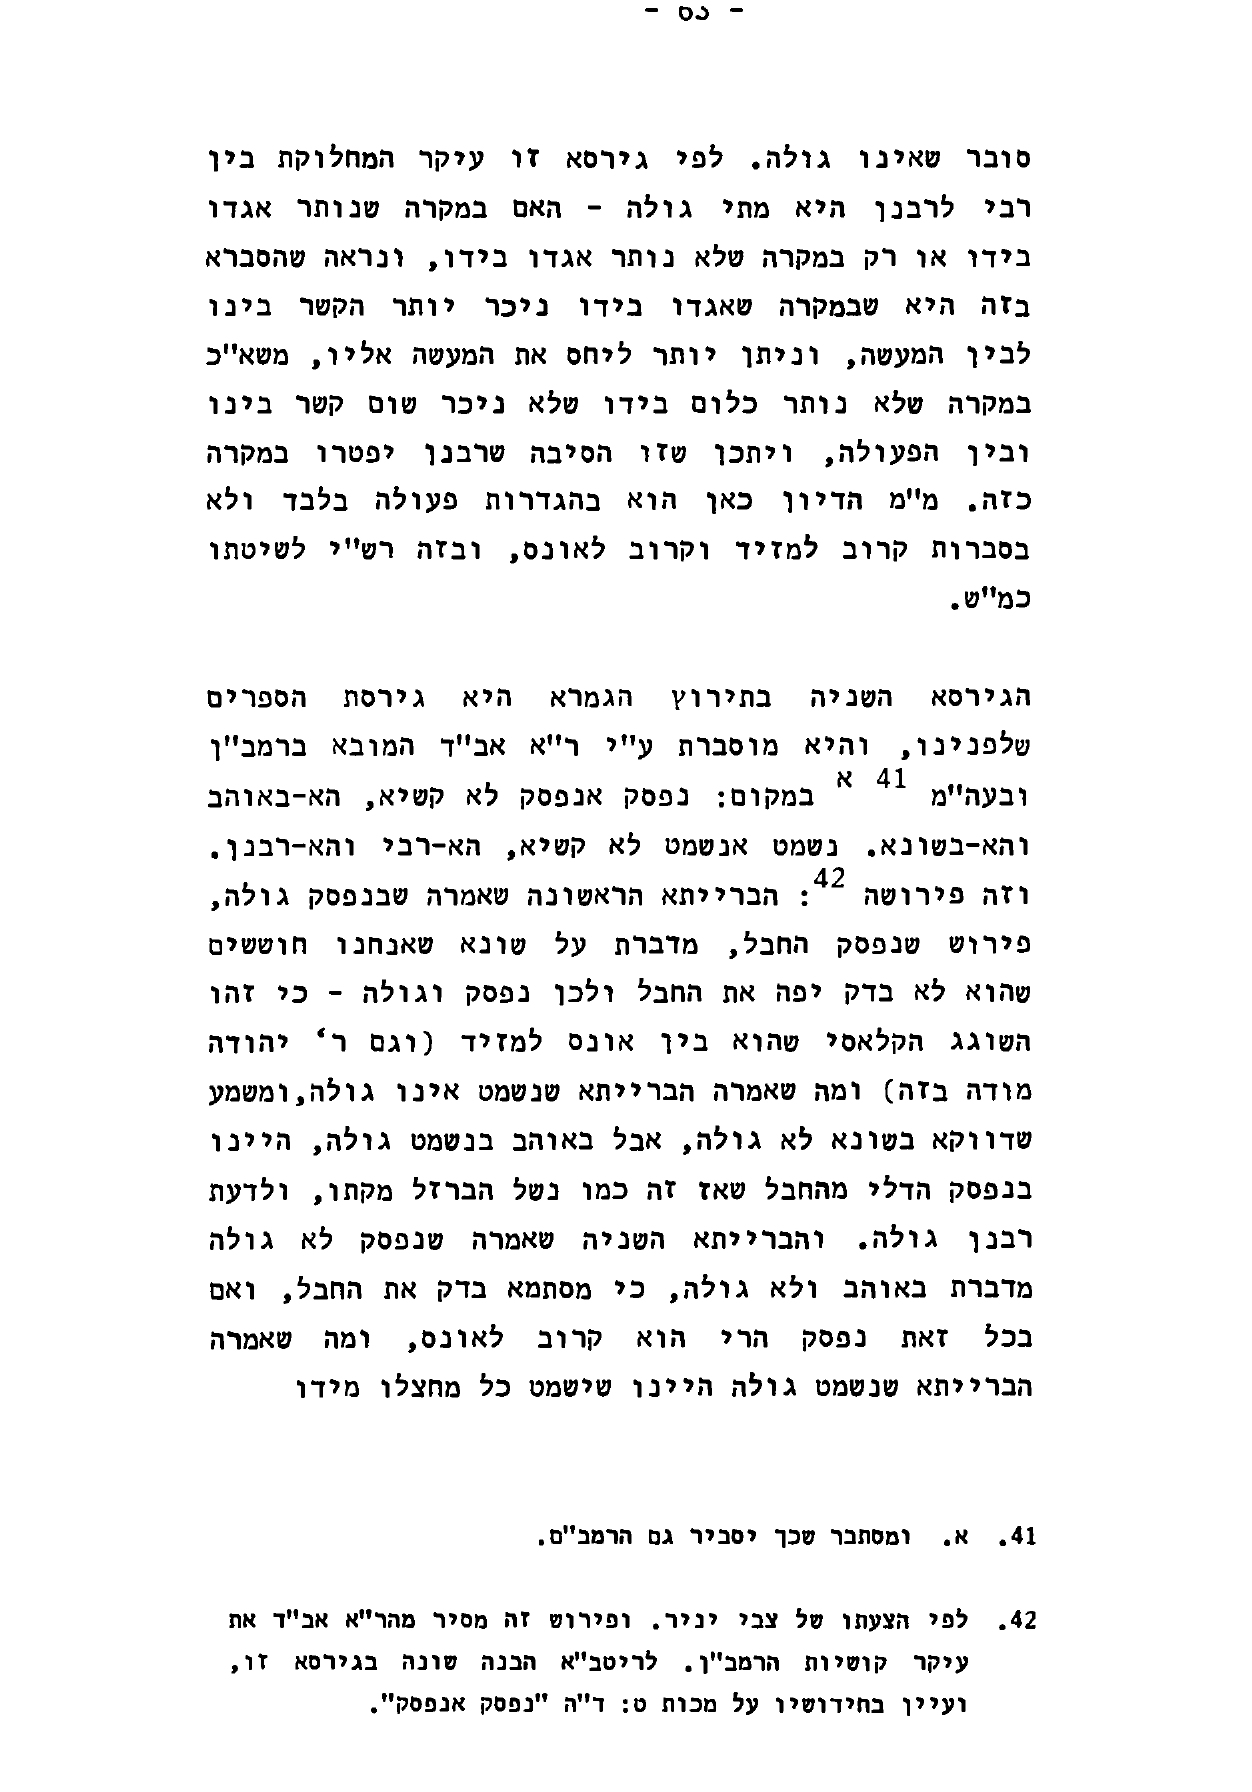 סובר שאינו גולה. לפי גירסא זו עיקר המחלוקת בין
רבי לרבנן היא מתי גולה - האם במקרה שנותר אגדו
בידו או רק במקרה שלא נותר אגדו בידו, ונראה שהסברא
בזה היא שבמקרה שאגדו בידו ניכר יותר הקשר בינו
לבין המעשה, וניתן יותר ליחס את המעשה אליו, משא"כ
במקרה שלא נותר כלום בידו שלא ניכר שום קשר בינו
ובין הפעולה, ויתכן שזו הסיבה שרבנן יפטרו במקרה
כזה. מ"מ הדיון כאן הוא בהגדרות פעולה בלבד ולא
בסברות קרוב למזיד וקרוב לאונס, ובזה רש"י לשיטתו
כמ"ש.
הגירסא השניה בתירוץ הגמרא היא גירסת הספרים
שלפנינו, והיא מוסברת ע"י ר"א אב"ד המובא ברמב"ן
ובעה"מ 41 א במקום: נפסק אנפסק לא קשיא, הא-באוהב
והא-בשונא. נשמט אנשמט לא קשיא, הא-רבי והא-רבנן.
וזה פירושה 42: הברייתא הראשונה שאמרה שבנפסק גולה,
פירוש שנפסק החבל, מדברת על שונא שאנחנו חוששים
שהוא לא בדק יפה את החבל ולכן נפסק וגולה - כי זהו
השוגג הקלאסי שהוא בין אונס למזיד (וגם ר' יהודה
מודה בזה) ומה שאמרה הברייתא שנשמט אינו גולה,ומשמע
שדווקא בשונא לא גולה, אבל באוהב בנשמט גולה, היינו
בנפסק הדלי מהחבל שאז זה כמו נשל הברזל מקתו, ולדעת
רבנן גולה. והברייתא השניה שאמרה שנפסק לא גולה
מדברת באוהב ולא גולה, כי מסתמא בדק את החבל, ואם
בכל זאת נפסק הרי הוא קרוב לאונס, ומה שאמרה
הברייתא שנשמט גולה היינו שישמט כל מחצלו מידו
41. א. ומסתבר שכך יסביר גם הרמב"ם.
42. לפי הצעתו של צבי יניר. ופירוש זה מסיר מהר"א אב"ד את
עיקר קושיות הרמב"ן. לריטב"א הבנה שונה בגירסא זו,
ועיין בחידושיו על מכות ט: ד"ה "נפסק אנפסק".